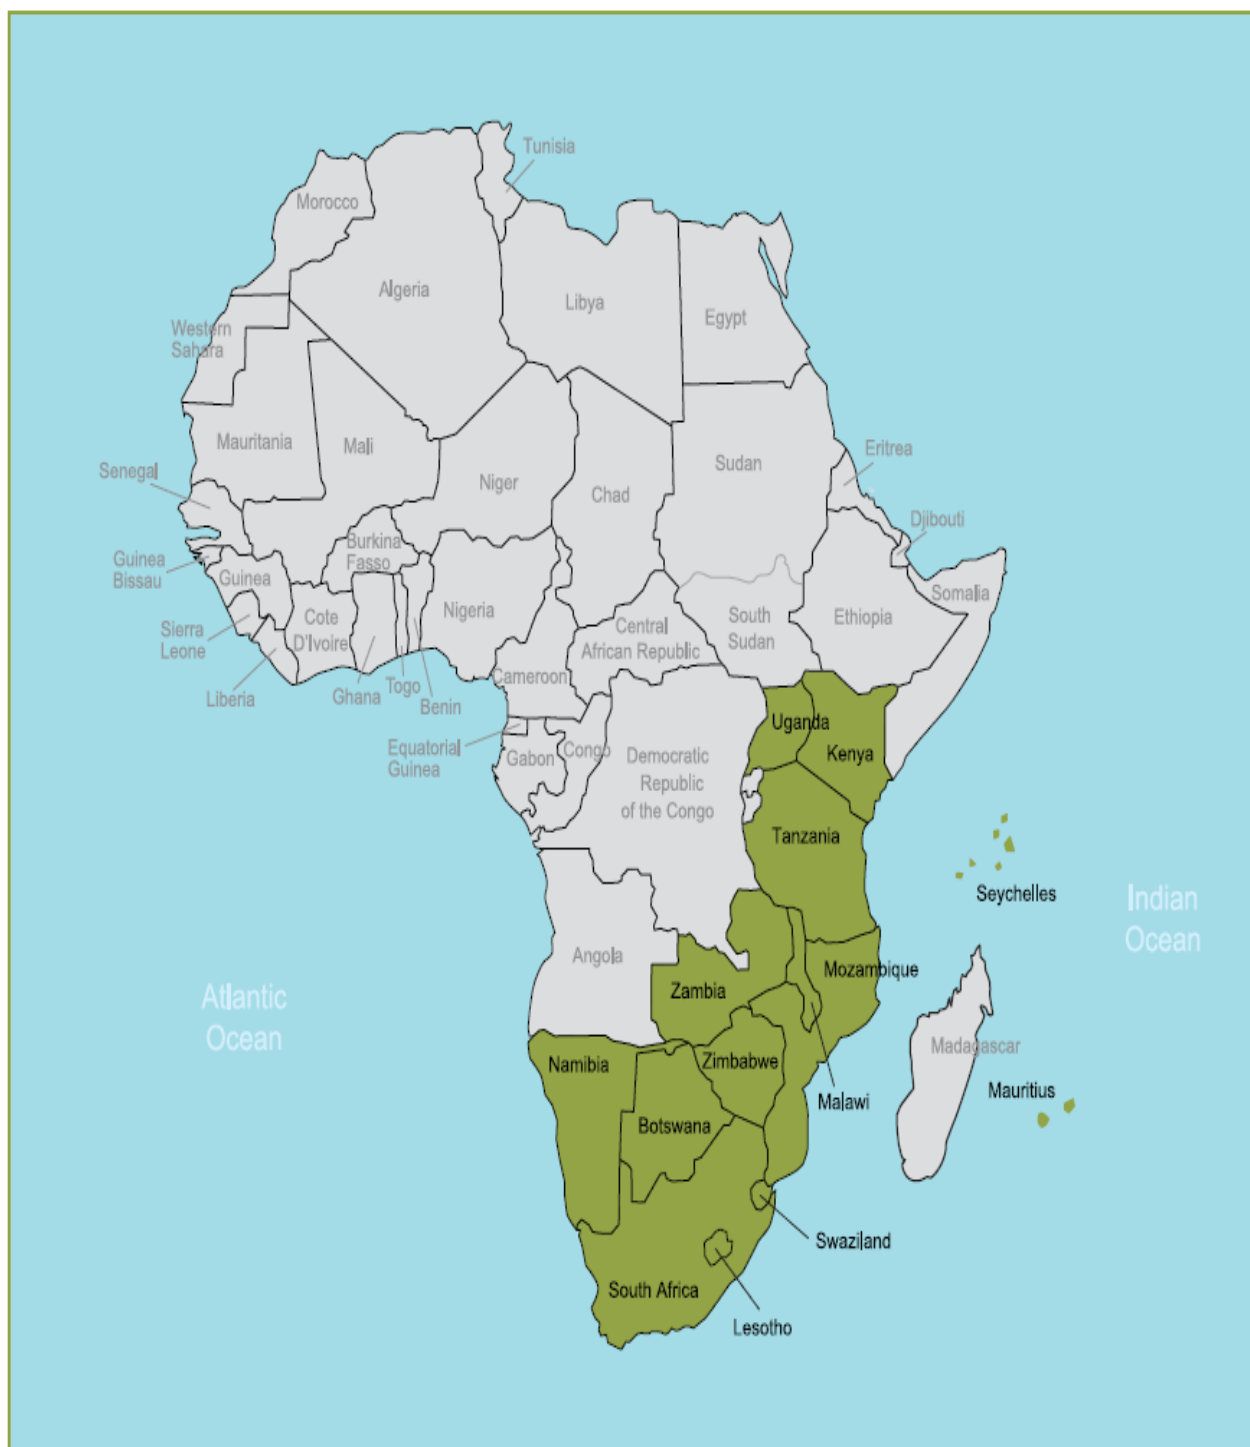 Tunisia
Morocco
Algeria
Libya
Egypt
Western
Sahara
Mauritania
Mali
Niger
Chad
Sudan
Eritrea
Senegal
Djibouti
Burkina
Fasso
Guinea
Bissau
Guinea
Somalia
Nigeria
Cote
D'Ivoire
South
Sudan
Ethiopia
Central
African Republic
Sierra
Leone
Cameroon
Liberia
Ghana
Togo
Benin
Uganda
Equatorial
Guinea
Gabon
Congo
Democratic
Republic
of the Congo
Kenya
Tanzania
Seychelles
Indian
Ocean
Angola
Mozambique
Atlantic
Ocean
Zambia
Madagascar
Namibia
Zimbabwe
Mauritius
Malawi
Botswana
Swaziland
South Africa
Lesotho